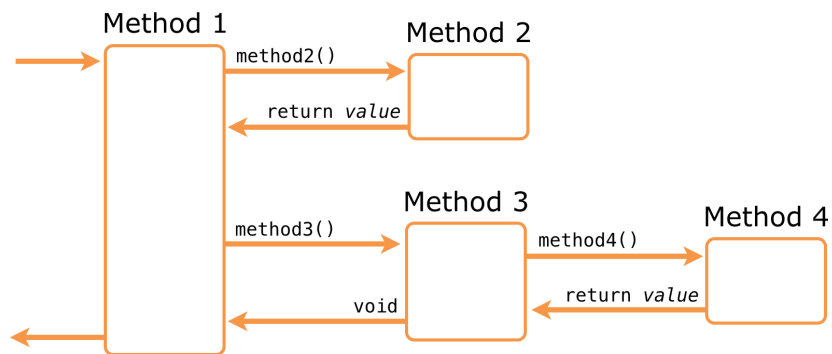 Method 1
Method 2
method2()
return value
Method 3
Method 4
method3()
method4()
return value
void